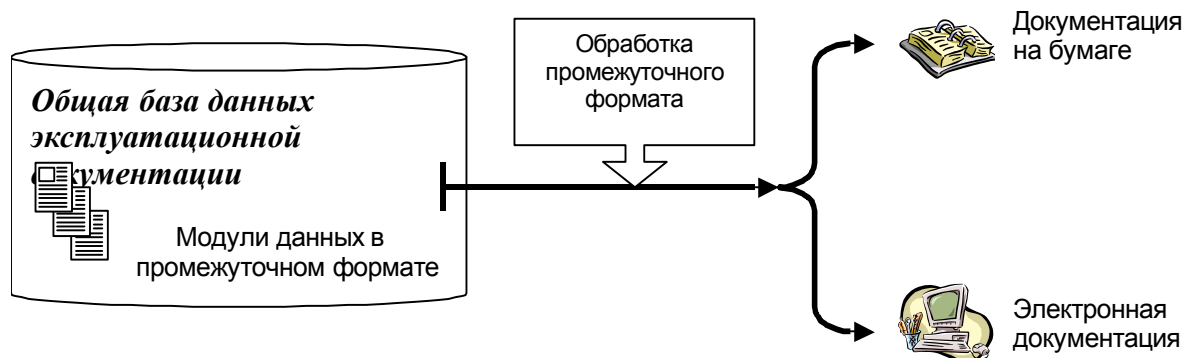 Общая база данных
эксплуатационной
документации
Модули данных в
промежуточном формате
Обработка
промежуточного
формата
Документация
на бумаге
Электронная
документация